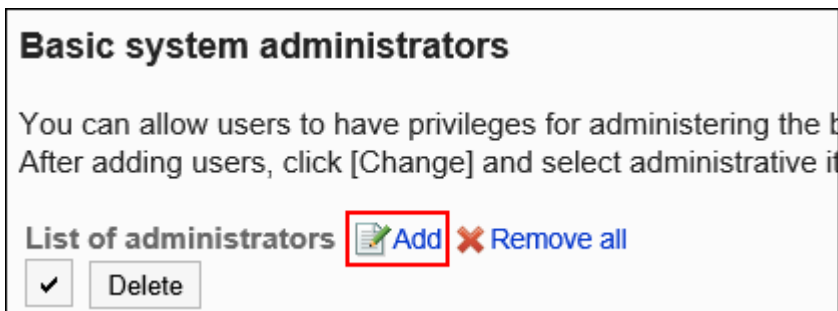 Basic system administrators
You can allow users to have privileges for administering the
After adding users, click [Change] and select administrative
List of administrators Add Remove all
Delete